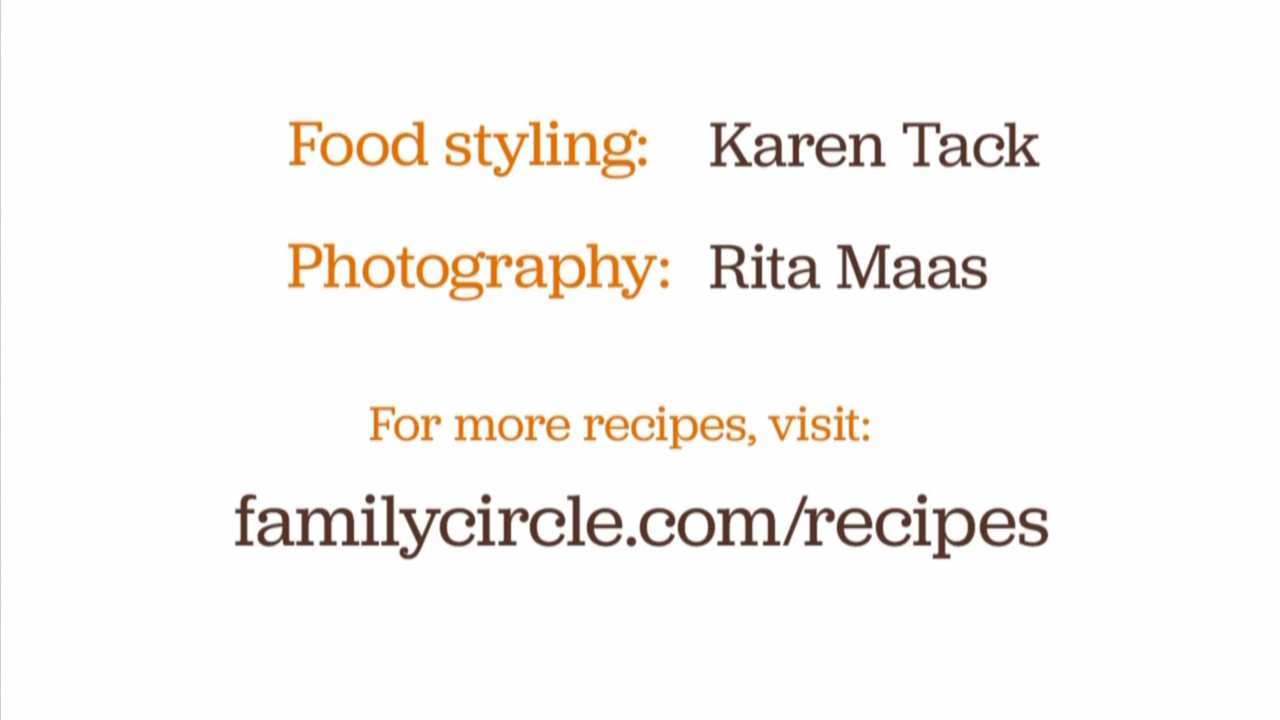 Food styling: Karen Tack
Photography: Rita Maas
For more recipes, visit:
familycircle.com/recipes